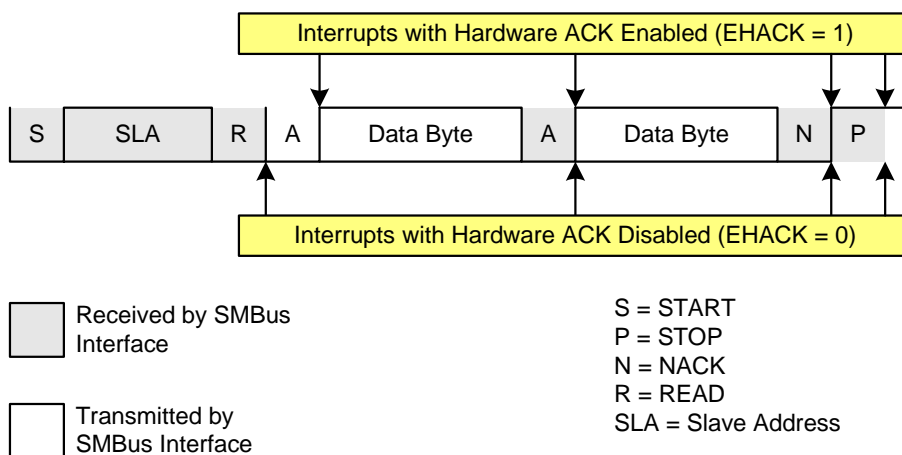 Interrupts with Hardware ACK Enabled (EHACK = 1)
S SLA R A Data Byte A Data Byte N P
Interrupts with Hardware ACK Disabled (EHACK = 0)
Received by SMBus
Interface
Transmitted by
SMBus Interface
S = START
P = STOP
N = NACK
R = READ
SLA = Slave Address